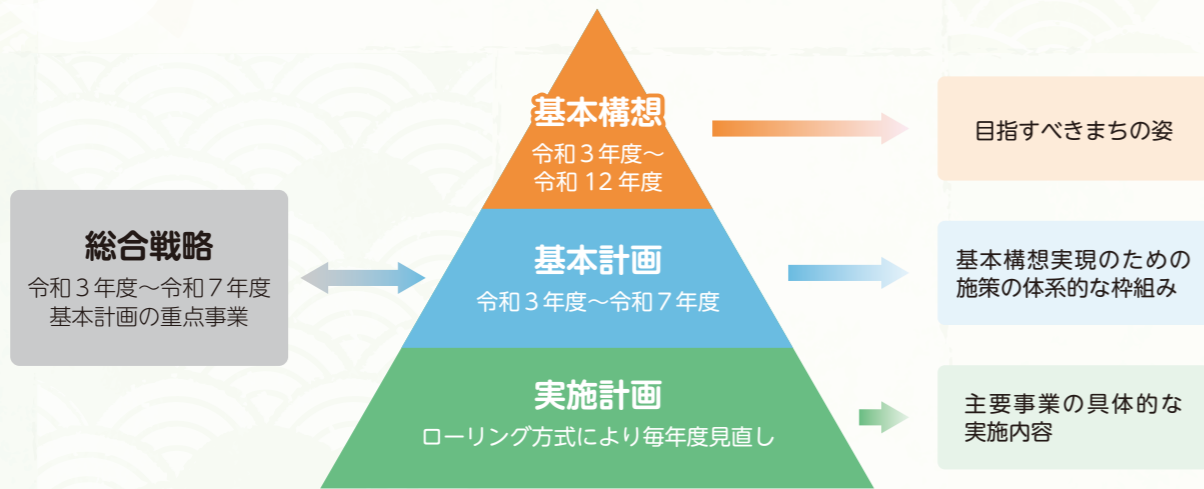 基本構想
令和3年度～
令和12年度
目指すべきまちの姿
総合戦略
令和3年度～令和7年度
基本計画の重点事業
基本計画
令和3年度～令和7年度
基本構想実現のための
施策の体系的な枠組み
実施計画
ローリング方式により毎年度見直し
主要事業の具体的な
実施内容